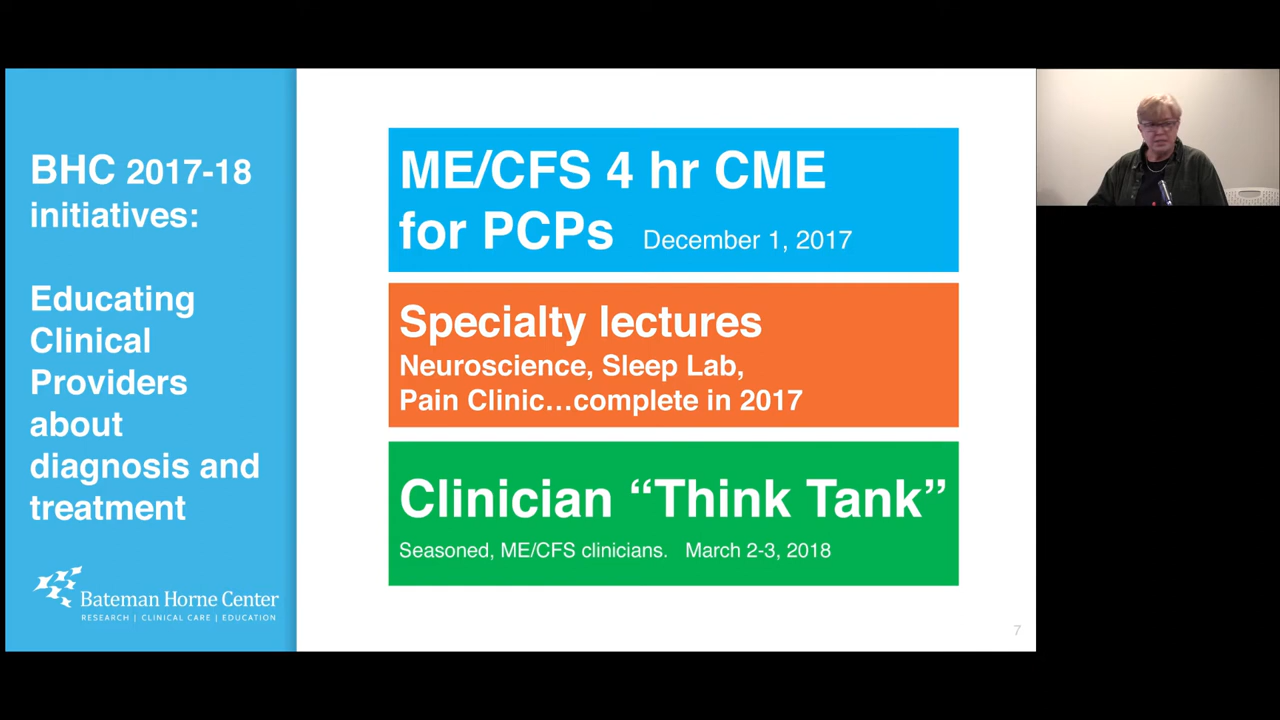 BHC 2017-18
initiatives:
Educating
Clinical
Providers
about
diagnosis and
treatment
Bateman Horne Center
RESEARCH | CLINICAL CARE | EDUCATION
ME/CFS 4 hr CME
for PCPs December 1, 2017
Specialty lectures
Neuroscience, Sleep Lab,
Pain Clinic…complete in 2017
Clinician “Think Tank”
Seasoned, ME/CFS clinicians. March 2-3, 2018
7